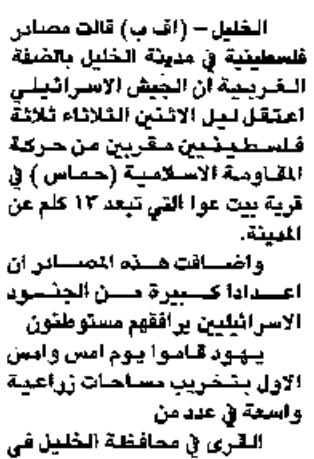 الخليل – (اف ب) قالت مصادر
فلسطينية في مدينة الخليل بالضفة
الغربية ان الجيش الاسرائيلي
اعتقل ليل الاثنين الثلاثاء ثلاثة
فلسطينيين مقربين من حركة
المقاومة الاسلامية (حماس) في
قرية بيت عوا التي تبعد ١٣ كلم عن
المدينة.
واضافت هذه المصادر ان
اعدادا كبيرة من الجنود
الاسرائيليين يرافقهم مستوطنون
يهود قاموا يوم امس وامس
الاول بتخريب مساحات زراعية
واسعة في عدد من
القرى في محافظة الخليل في